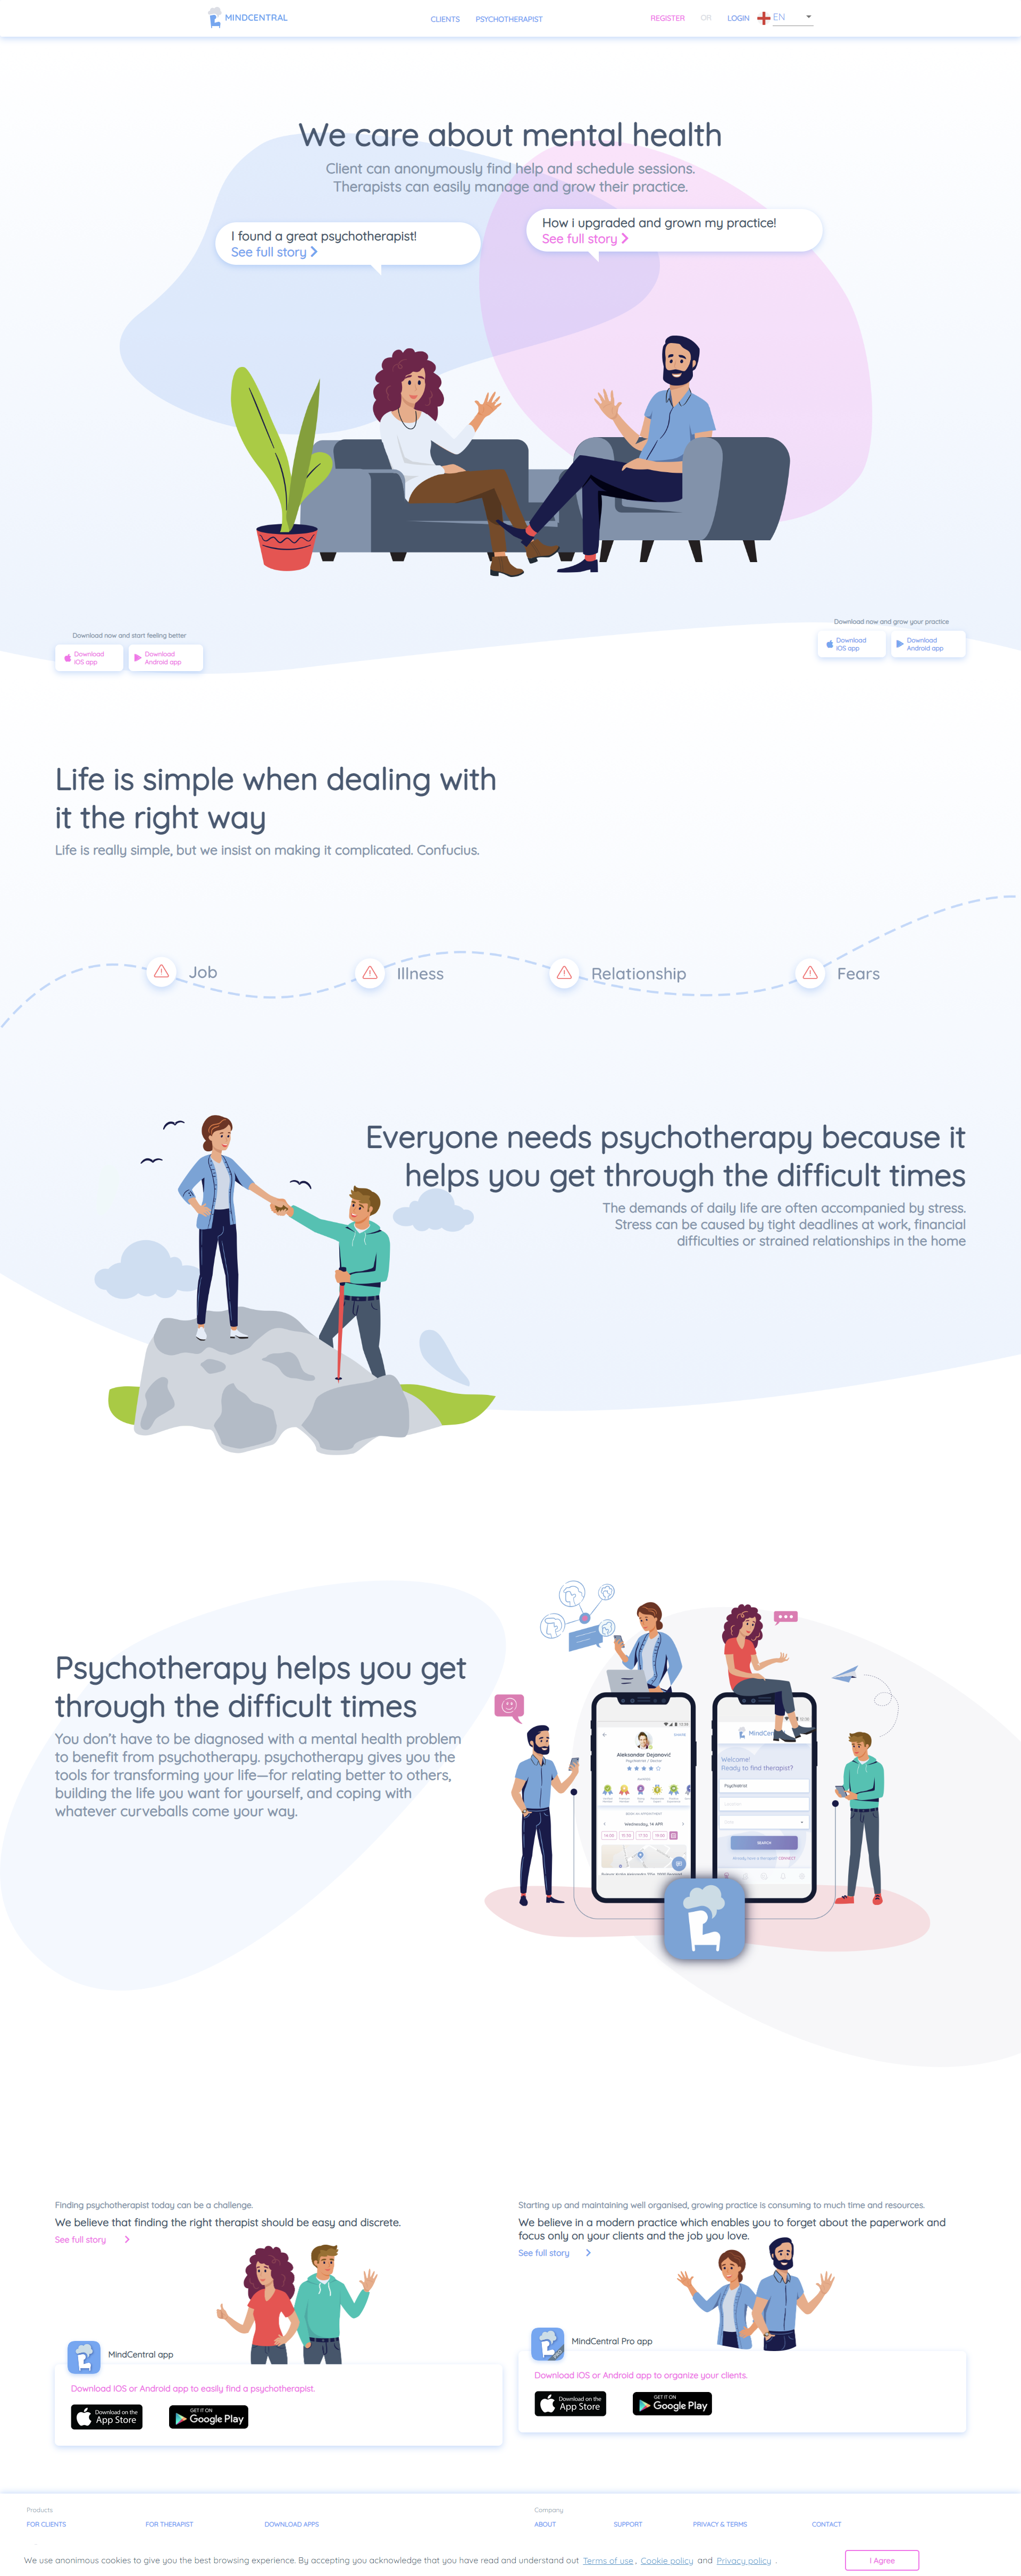 MINDCENTRAL
CLIENTS
PSYCHOTHERAPIST
REGISTER
OR
LOGIN
EN
We care about mental health
Client can anonymously find help and schedule sessions.
Therapists can easily manage and grow their practice.
I found a great psychotherapist!
See full story
How i upgraded and grown my practice!
See full story
Download now and start feeling better
Download
IOS app
Download
Android app
Download now and grow your practice
Download
IOS app
Download
Android app
Life is simple when dealing with
it the right way
Life is really simple, but we insist on making it complicated. Confucius.
Job
Illness
Relationship
Fears
Everyone needs psychotherapy because it
helps you get through the difficult times
The demands of daily life are often accompanied by stress.
Stress can be caused by tight deadlines at work, financial
difficulties or strained relationships in the home
Psychotherapy helps you get
through the difficult times
You don't have to be diagnosed with a mental health problem
to benefit from psychotherapy. psychotherapy gives you the
tools for transforming your life—for relating better to others,
building the life you want for yourself, and coping with
whatever curveballs come your way.
Aleksandar Dejanović
Wednesday, 14 APR
MindCen
Welcome!
Ready to find therapist?
Psychiatrist
SEARCH
Finding psychotherapist today can be a challenge.
We believe that finding the right therapist should be easy and discrete.
See full story
MindCentral app
Download IOS or Android app to easily find a psychotherapist.
Download on the
App Store
GET IT ON
Google Play
Starting up and maintaining well organised, growing practice is consuming to much time and resources.
We believe in a modern practice which enables you to forget about the paperwork and
focus only on your clients and the job you love.
See full story
MindCentral Pro app
Download iOS or Android app to organize your clients.
Download on the
App Store
GET IT ON
Google Play
Products
FOR CLIENTS
FOR THERAPIST
DOWNLOAD APPS
Company
ABOUT
SUPPORT
PRIVACY & TERMS
CONTACT
We use anonimous cookies to give you the best browsing experience. By accepting you acknowledge that you have read and understand out Terms of use , Cookie policy and Privacy policy .
I Agree